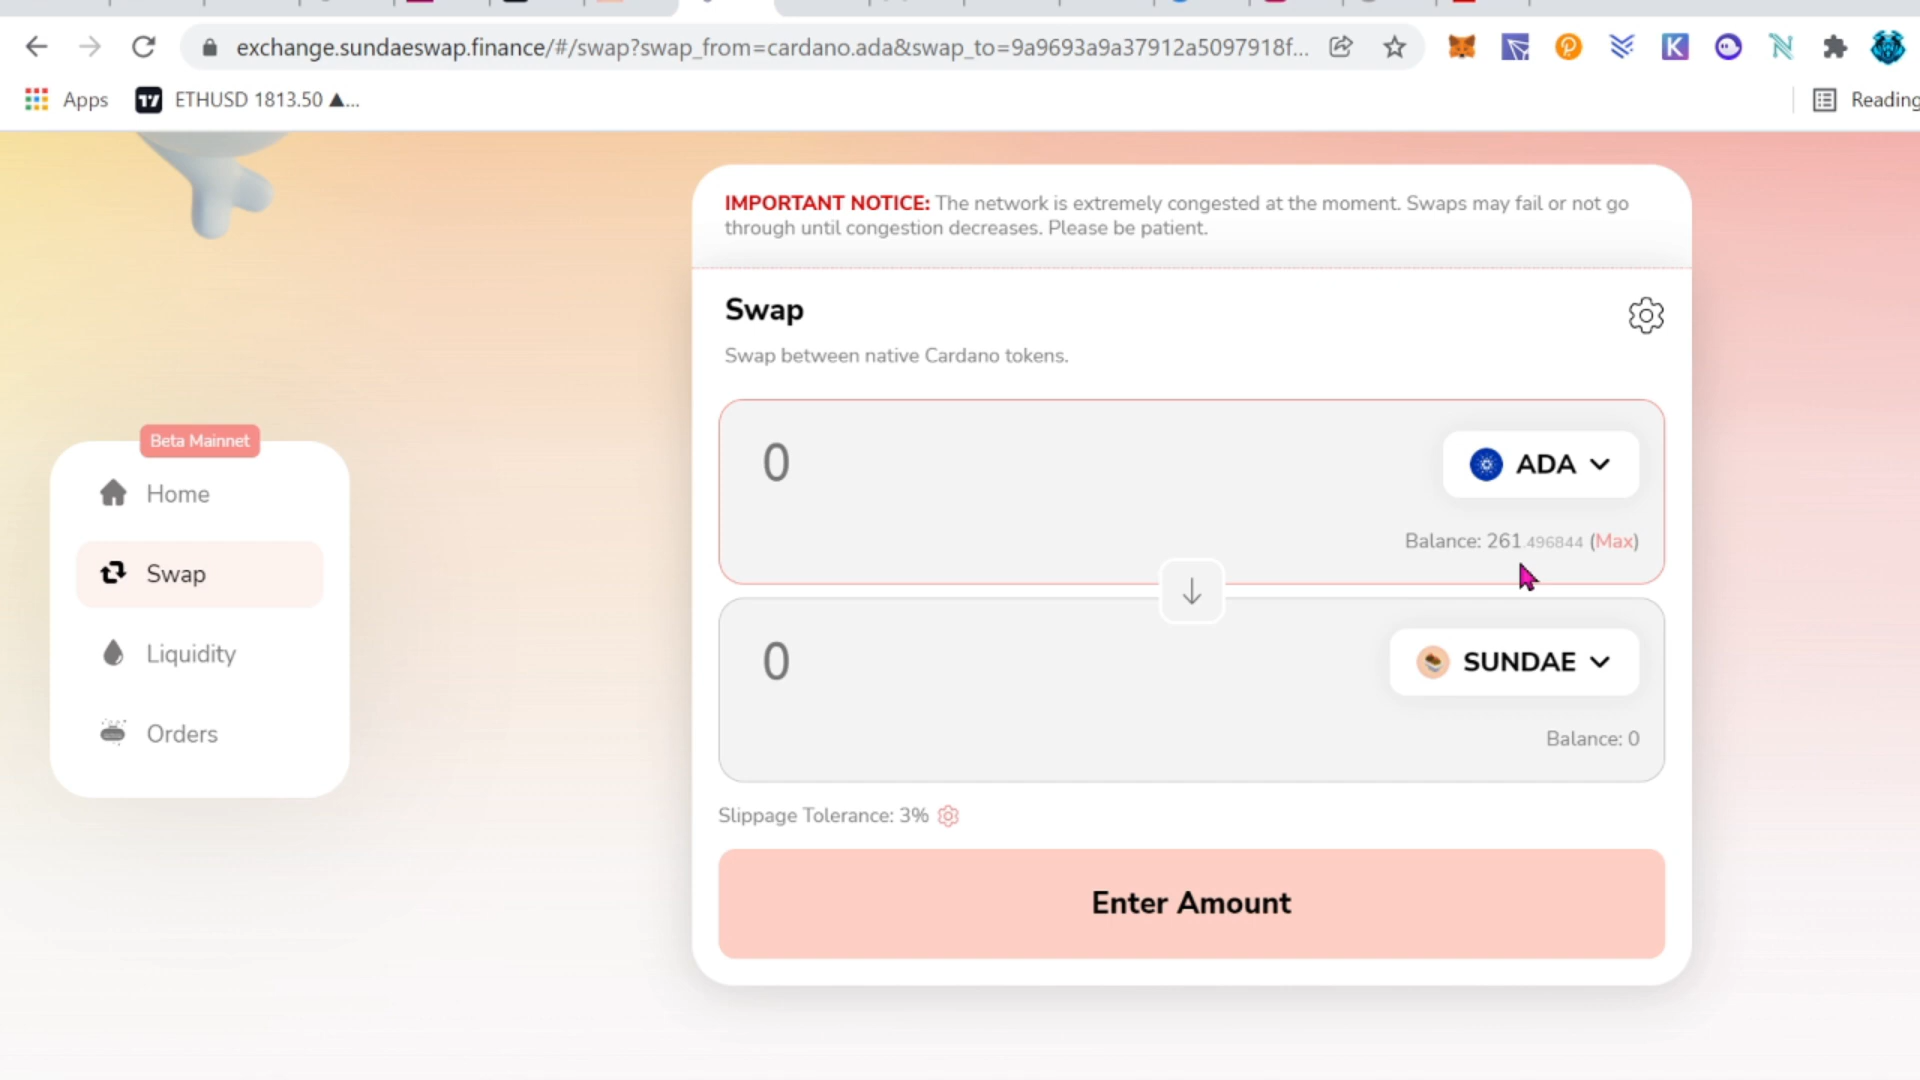 exchange.sundaeswap.finance/#/swap?swap_from=cardano.ada&swap_to=9a9693a9a37912a5097918f...
Apps
ETHUSD 1813.50 ▲...
Reading
IMPORTANT NOTICE: The network is extremely congested at the moment. Swaps may fail or not go
through until congestion decreases. Please be patient.
Swap
Swap between native Cardano tokens.
0
ADA
Balance: 261.496844 (Max)
0
SUNDAE
Balance: 0
Slippage Tolerance: 3%
Enter Amount
Beta Mainnet
Home
Swap
Liquidity
Orders